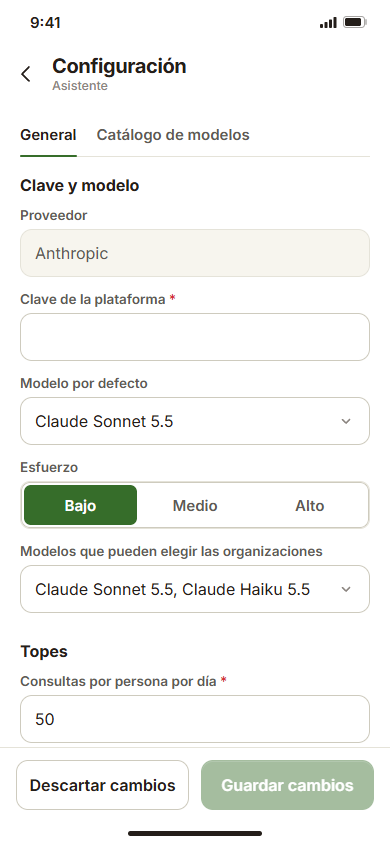 9:41
Configuración
Asistente
General Catálogo de modelos
Clave y modelo
Proveedor
Anthropic
Clave de la plataforma *
Modelo por defecto
Claude Sonnet 5.5
Esfuerzo
Bajo Medio Alto
Modelos que pueden elegir las organizaciones
Claude Sonnet 5.5, Claude Haiku 5.5
Topes
Consultas por persona por día *
50
Descartar cambios Guardar cambios